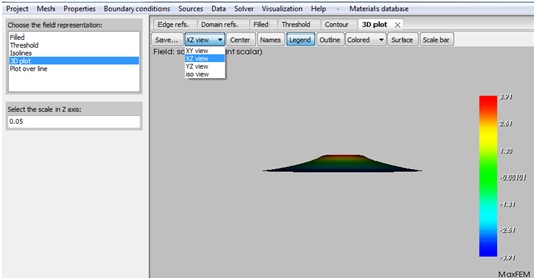 Project Mesh Properties Boundary conditions Sources Data Solver Visualization Help - Materials database
Choose the field representation:
Filled
Threshold
Isolines
3D plot
Plot over line
Select the scale in Z axis:
0.05
Edge refs. Domain refs. Filled Threshold Contour 3D plot
Save... XZ view Center Names Legend Outline Colored Surface Scale bar
XY view
XZ view
YZ view
iso view
Field: sc int scalar)
3.91
2.61
1.30
-0.00101
-1.31
-2.61
-3.91
MaxFEM